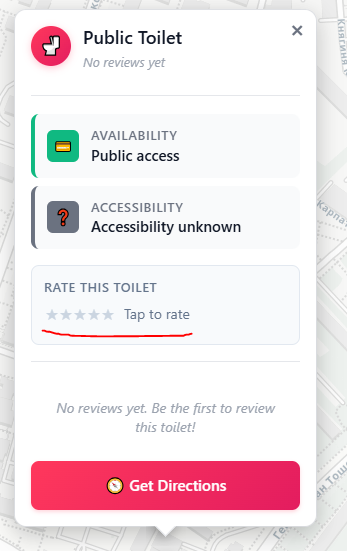 Public Toilet
No reviews yet
AVAILABILITY
Public access
ACCESSIBILITY
Accessibility unknown
RATE THIS TOILET
Tap to rate
No reviews yet. Be the first to review
this toilet!
Get Directions